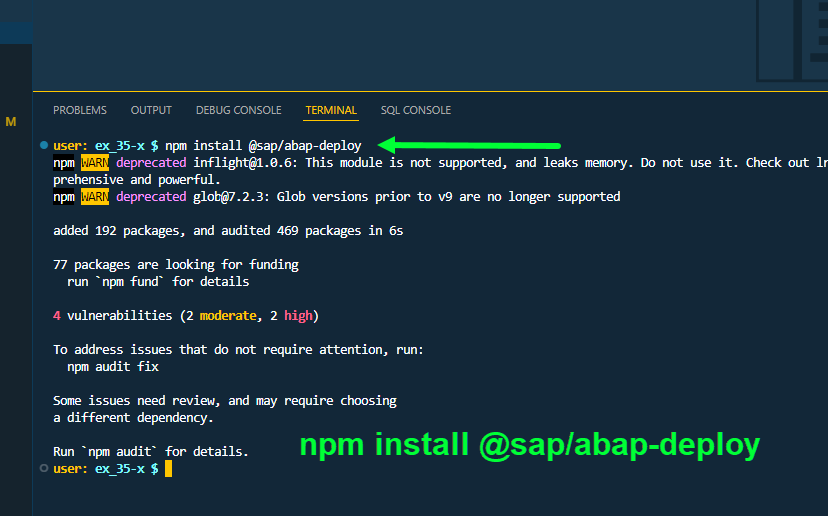 PROBLEMS OUTPUT DEBUG CONSOLE TERMINAL SQL CONSOLE
M
user: ex_35-x $ npm install @sap/abap-deploy
npm WARN deprecated inflight@1.0.6: This module is not supported, and leaks memory. Do not use it. Check out
prehensive and powerful.
npm WARN deprecated glob@7.2.3: Glob versions prior to v9 are no longer supported
added 192 packages, and audited 469 packages in 6s
77 packages are looking for funding
run `npm fund` for details
4 vulnerabilities (2 moderate, 2 high)
To address issues that do not require attention, run:
npm audit fix
Some issues need review, and may require choosing
a different dependency.
Run `npm audit` for details.
npm install @sap/abap-deploy
user: ex_35-x $